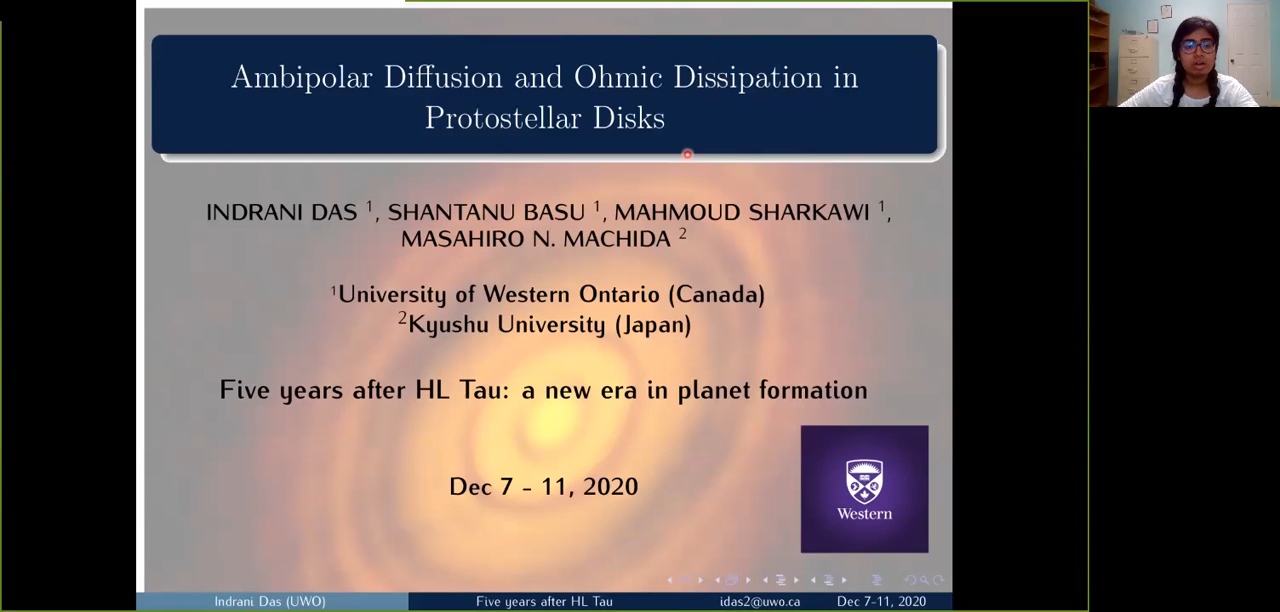 Ambipolar Diffusion and Ohmic Dissipation in
Protostellar Disks
INDRANI DAS ¹, SHANTANU BASU ¹, MAHMOUD SHARKAWI ¹,
MASAHIRO N. MACHIDA ²
¹University of Western Ontario (Canada)
²Kyushu University (Japan)
Five years after HL Tau: a new era in planet formation
Dec 7 - 11, 2020
Western
Indrani Das (UWO) Five years after HL Tau idas2@uwo.ca Dec 7-11, 2020